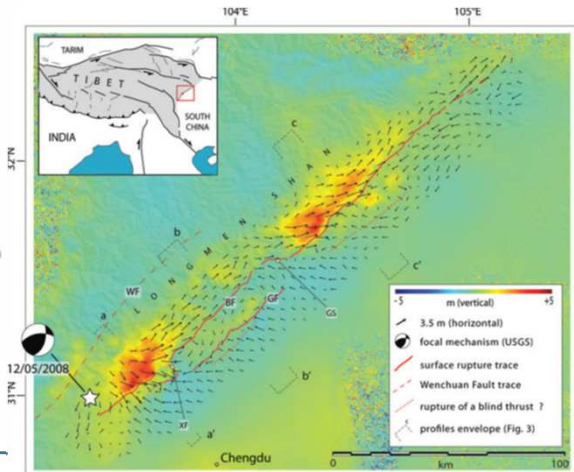 104°E
105°E
TARIM
TIBET
SOUTH
CHINA
INDIA
32°N
31°N
c
b
a
WF
LONGMEN SHAN
BF
GF
GS
XF
c'
b'
a'
12/05/2008
Chengdu
-5
+5
m (vertical)
3.5 m (horizontal)
focal mechanism (USGS)
surface rupture trace
Wenchuan Fault trace
rupture of a blind thrust ?
profiles envelope (Fig. 3)
0
km
100